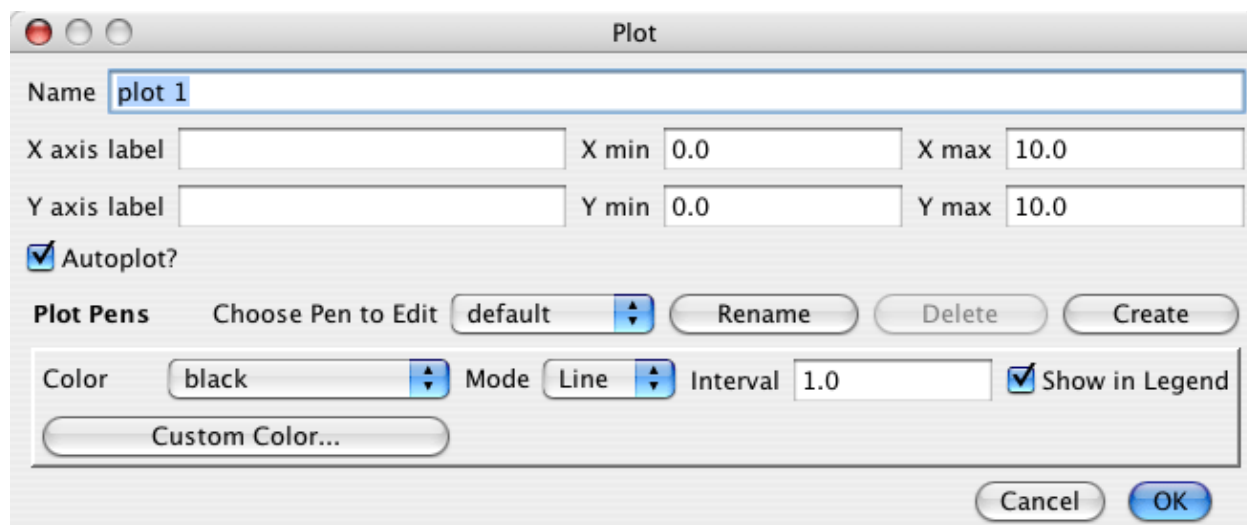 Plot
Name plot 1
X axis label X min 0.0 X max 10.0
Y axis label Y min 0.0 Y max 10.0
Autoplot?
Plot Pens Choose Pen to Edit default Rename Delete Create
Color black Mode Line Interval 1.0 Show in Legend
Custom Color...
Cancel OK